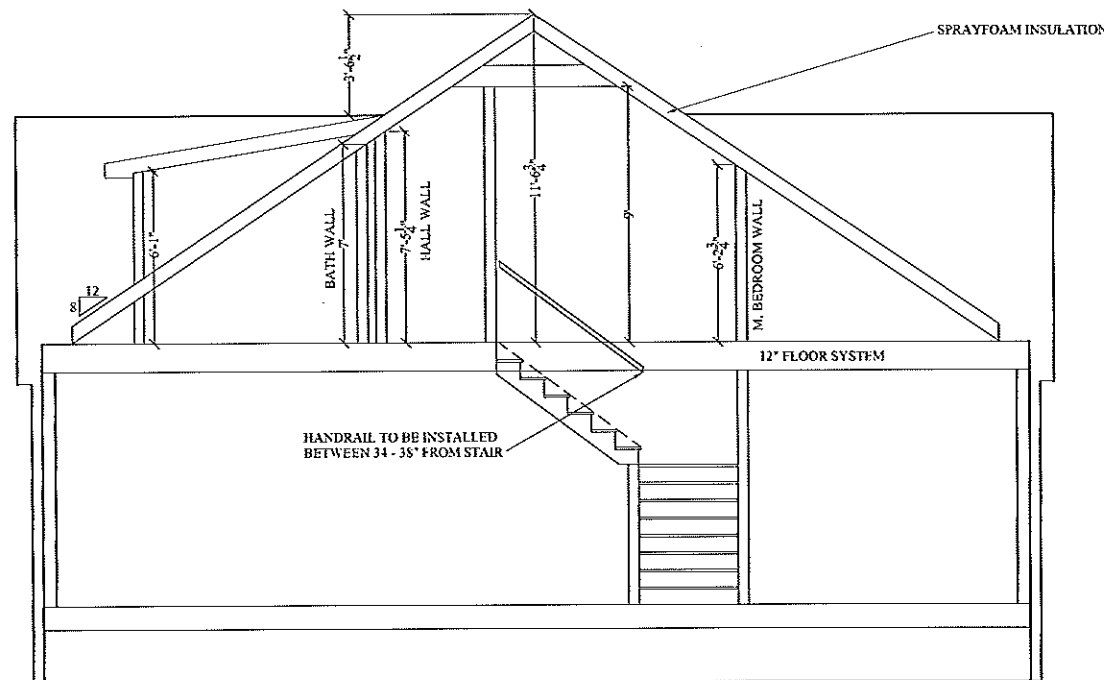 3'-6½"
SPRAYFOAM INSULATION
11'-6¾"
9'
6'-1"
BATH WALL
7'
7'-5¼"
HALL WALL
6'-2¾"
M. BEDROOM WALL
12
8
12" FLOOR SYSTEM
HANDRAIL TO BE INSTALLED
BETWEEN 34 - 38" FROM STAIR